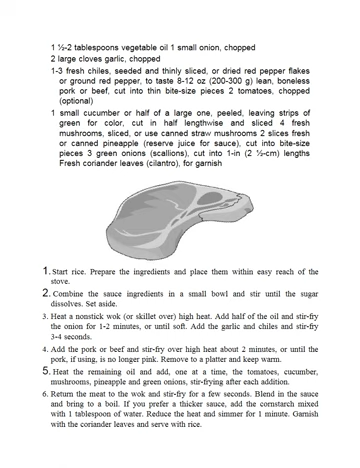 1 ½-2 tablespoons vegetable oil 1 small onion, chopped
2 large cloves garlic, chopped
1-3 fresh chiles, seeded and thinly sliced, or dried red pepper flakes
or ground red pepper, to taste 8-12 oz (200-300 g) lean, boneless
pork or beef, cut into thin bite-size pieces 2 tomatoes, chopped
(optional)
1 small cucumber or half of a large one, peeled, leaving strips of
green for color, cut in half lengthwise and sliced 4 fresh
mushrooms, sliced, or use canned straw mushrooms 2 slices fresh
or canned pineapple (reserve juice for sauce), cut into bite-size
pieces 3 green onions (scallions), cut into 1-in (2 ½-cm) lengths
Fresh coriander leaves (cilantro), for garnish
1. Start rice. Prepare the ingredients and place them within easy reach of the
stove.
2. Combine the sauce ingredients in a small bowl and stir until the sugar
dissolves. Set aside.
3. Heat a nonstick wok (or skillet over) high heat. Add half of the oil and stir-fry
the onion for 1-2 minutes, or until soft. Add the garlic and chiles and stir-fry
3-4 seconds.
4. Add the pork or beef and stir-fry over high heat about 2 minutes, or until the
pork, if using, is no longer pink. Remove to a platter and keep warm.
5. Heat the remaining oil and add, one at a time, the tomatoes, cucumber,
mushrooms, pineapple and green onions, stir-frying after each addition.
6. Return the meat to the wok and stir-fry for a few seconds. Blend in the sauce
and bring to a boil. If you prefer a thicker sauce, add the cornstarch mixed
with 1 tablespoon of water. Reduce the heat and simmer for 1 minute. Garnish
with the coriander leaves and serve with rice.